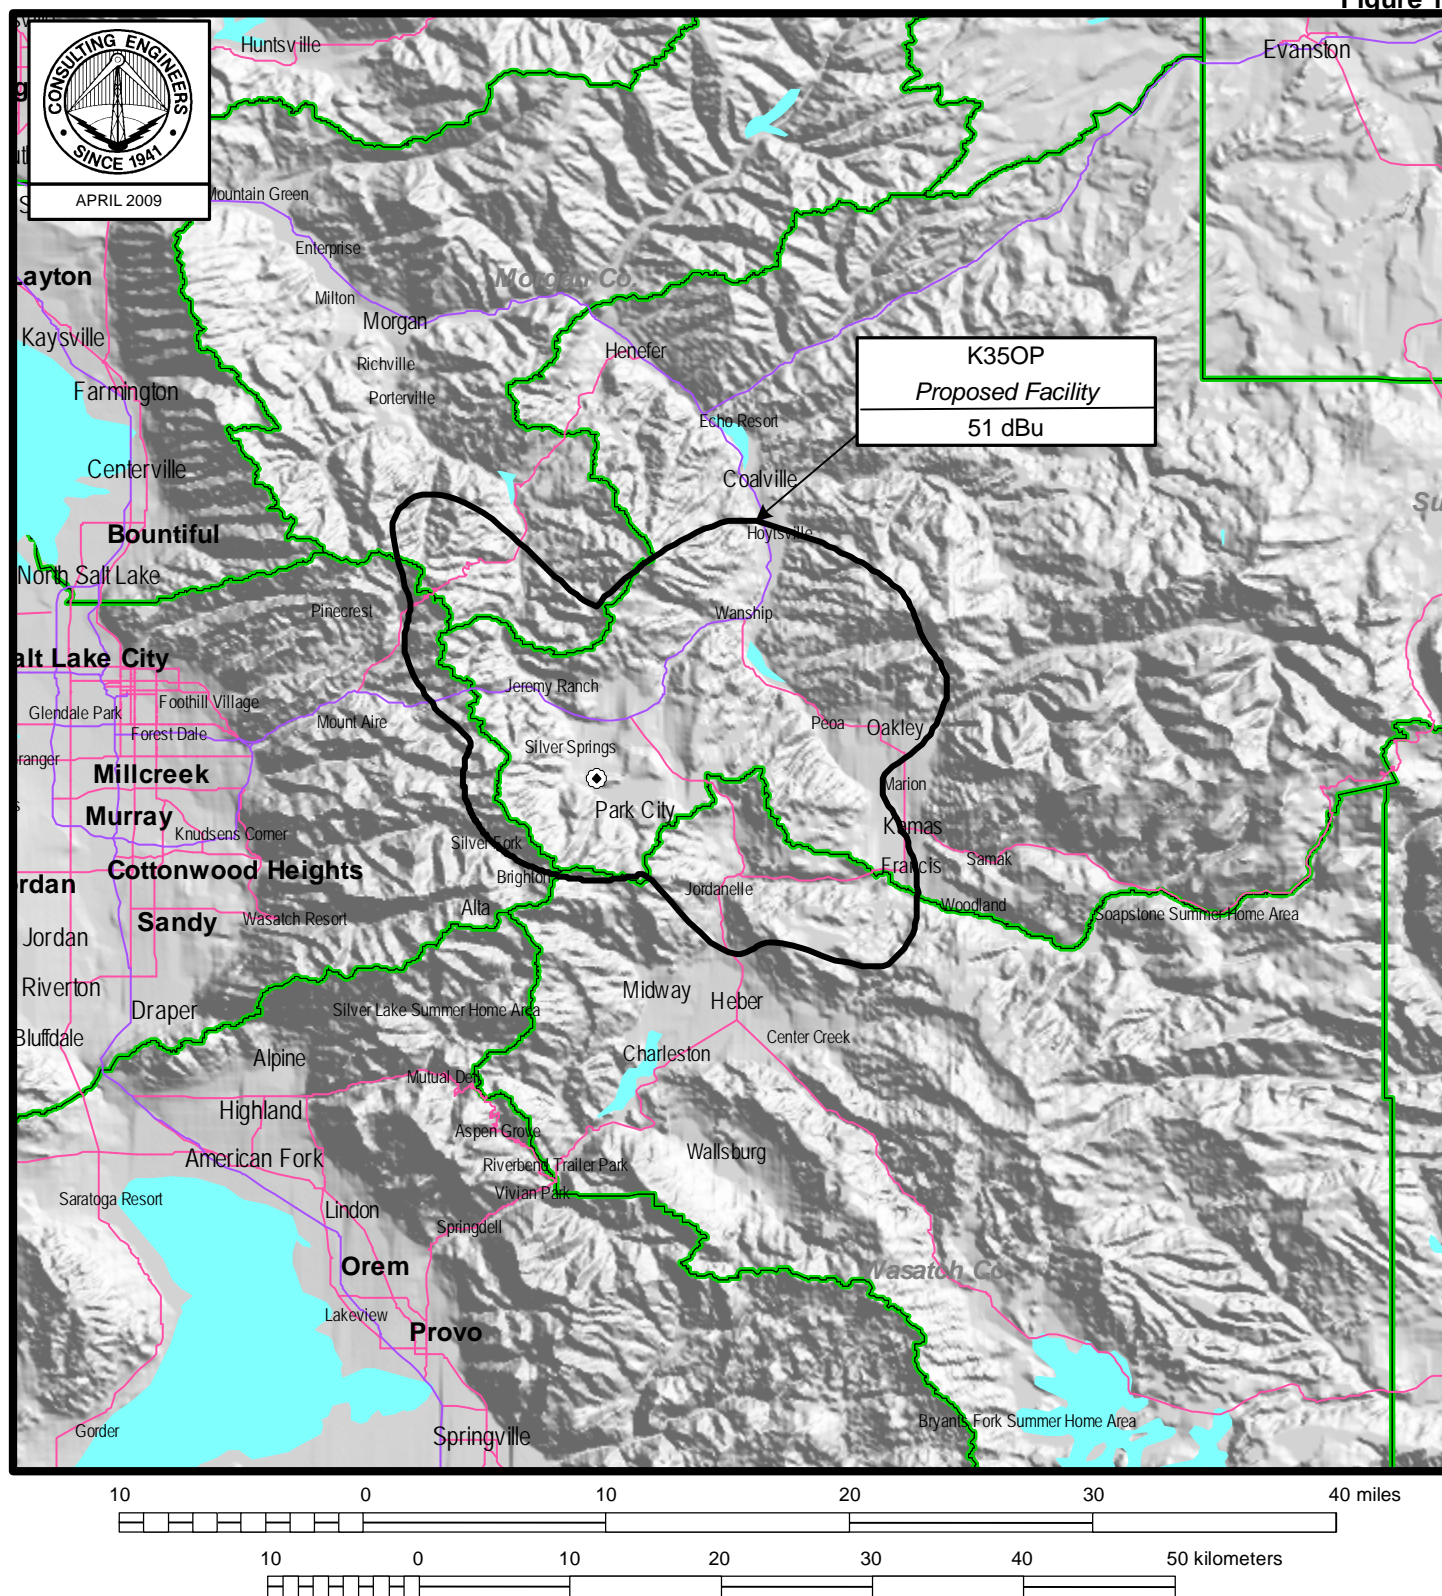 Figure 1
CONSULTING ENGINEERS
SINCE 1941
APRIL 2009
Huntsville
Evanston
Mountain Green
Enterprise
Morgan Co
Layton
Milton
Morgan
Kaysville
Henefer
Richville
Farmington
Porterville
K35OP
Proposed Facility
51 dBu
Echo Resort
Centerville
Coalville
Su
Bountiful
Hoytsville
North Salt Lake
Pinecrest
Wanship
alt Lake City
Jeremy Ranch
Foothill Village
Glendale Park
Mount Aire
Peoa
Oakley
Forest Dale
Silver Springs
ranger
Millcreek
Marion
Park City
Murray
Kamas
Knudsens Corner
Silver Fork
Samak
Francis
Cottonwood Heights
Brighton
rdan
Jordanelle
Alta
Woodland
Sandy
Wasatch Resort
Soapstone Summer Home Area
Jordan
Riverton
Midway
Heber
Draper
Silver Lake Summer Home Area
Bluffdale
Center Creek
Alpine
Charleston
Mutual Dell
Highland
Aspen Grove
American Fork
Wallsburg
Riverbend Trailer Park
Saratoga Resort
Vivian Park
Lindon
Springdell
Orem
Wasatch Co
Lakeview
Provo
Gorder
Springville
Bryants Fork Summer Home Area
10 0 10 20 30 40 miles
10 0 10 20 30 40 50 kilometers